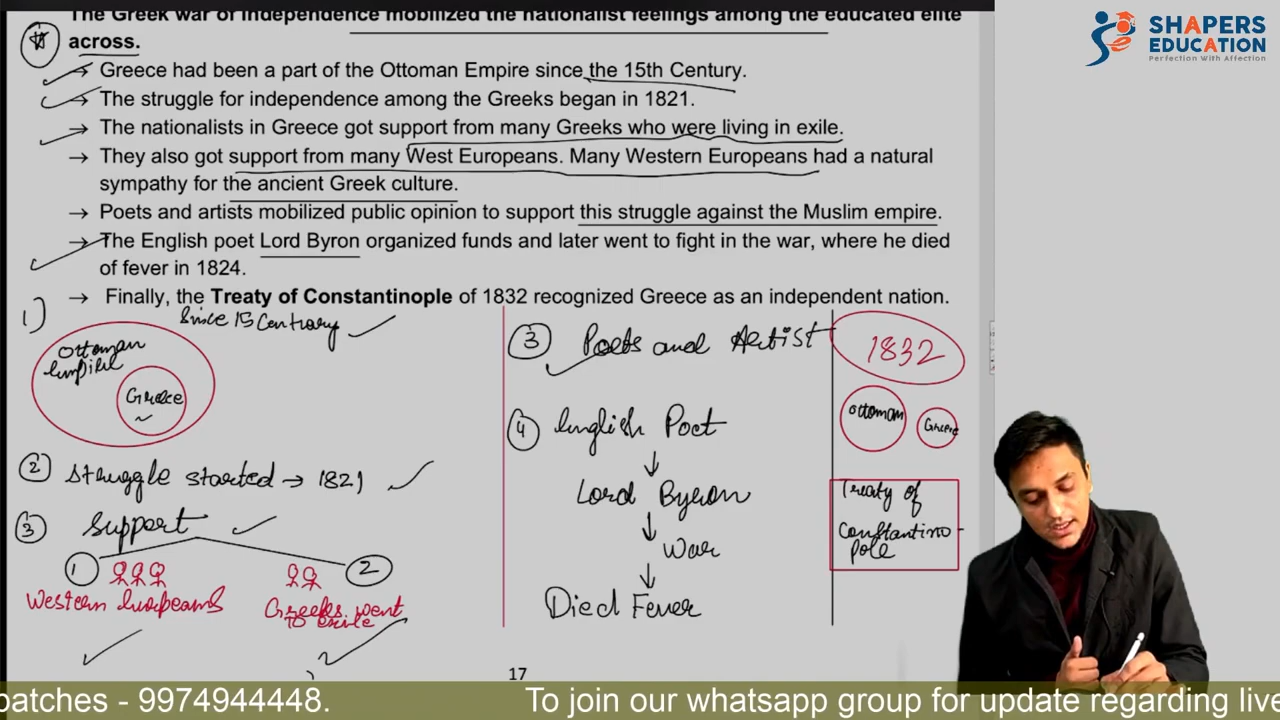 The Greek war of independence mobilized the nationalist feelings among the educated elite
across.
→ Greece had been a part of the Ottoman Empire since the 15th Century.
→ The struggle for independence among the Greeks began in 1821.
→ The nationalists in Greece got support from many Greeks who were living in exile.
→ They also got support from many West Europeans. Many Western Europeans had a natural
sympathy for the ancient Greek culture.
→ Poets and artists mobilized public opinion to support this struggle against the Muslim empire.
→ The English poet Lord Byron organized funds and later went to fight in the war, where he died
of fever in 1824.
→ Finally, the Treaty of Constantinople of 1832 recognized Greece as an independent nation.
1)
Since 15 Centuary
Ottoman
Empire
Greece
② Struggle started → 1821
③ Support
① ②
Western Europeans
Greeks went
to exile
③ Poets and Artist
④ English Poet
↓
Lord Byron
↓
War
↓
Died Fever
1832
Ottoman
Greece
Treaty of
Constantino-
pole
17
SHAPERS
EDUCATION
Perfection With Affection
patches - 9974944448.
To join our whatsapp group for update regarding live